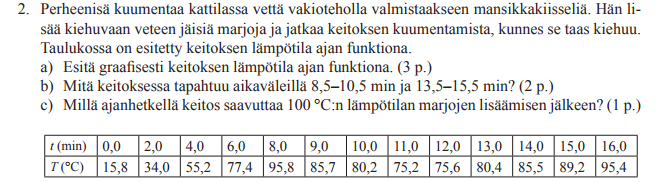 2. Perheenisä kuumentaa kattilassa vettä vakioteholla valmistaakseen mansikkakiisseliä. Hän li-
sää kiehuvaan veteen jäisiä marjoja ja jatkaa keitoksen kuumentamista, kunnes se taas kiehuu.
Taulukossa on esitetty keitoksen lämpötila ajan funktiona.
a) Esitä graafisesti keitoksen lämpötila ajan funktiona. (3 p.)
b) Mitä keitoksessa tapahtuu aikaväleillä 8,5–10,5 min ja 13,5–15,5 min? (2 p.)
c) Millä ajanhetkellä keitos saavuttaa 100 °C:n lämpötilan marjojen lisäämisen jälkeen? (1 p.)
t (min) 0,0 2,0 4,0 6,0 8,0 9,0 10,0 11,0 12,0 13,0 14,0 15,0 16,0
T (°C) 15,8 34,0 55,2 77,4 95,8 85,7 80,2 75,2 75,6 80,4 85,5 89,2 95,4